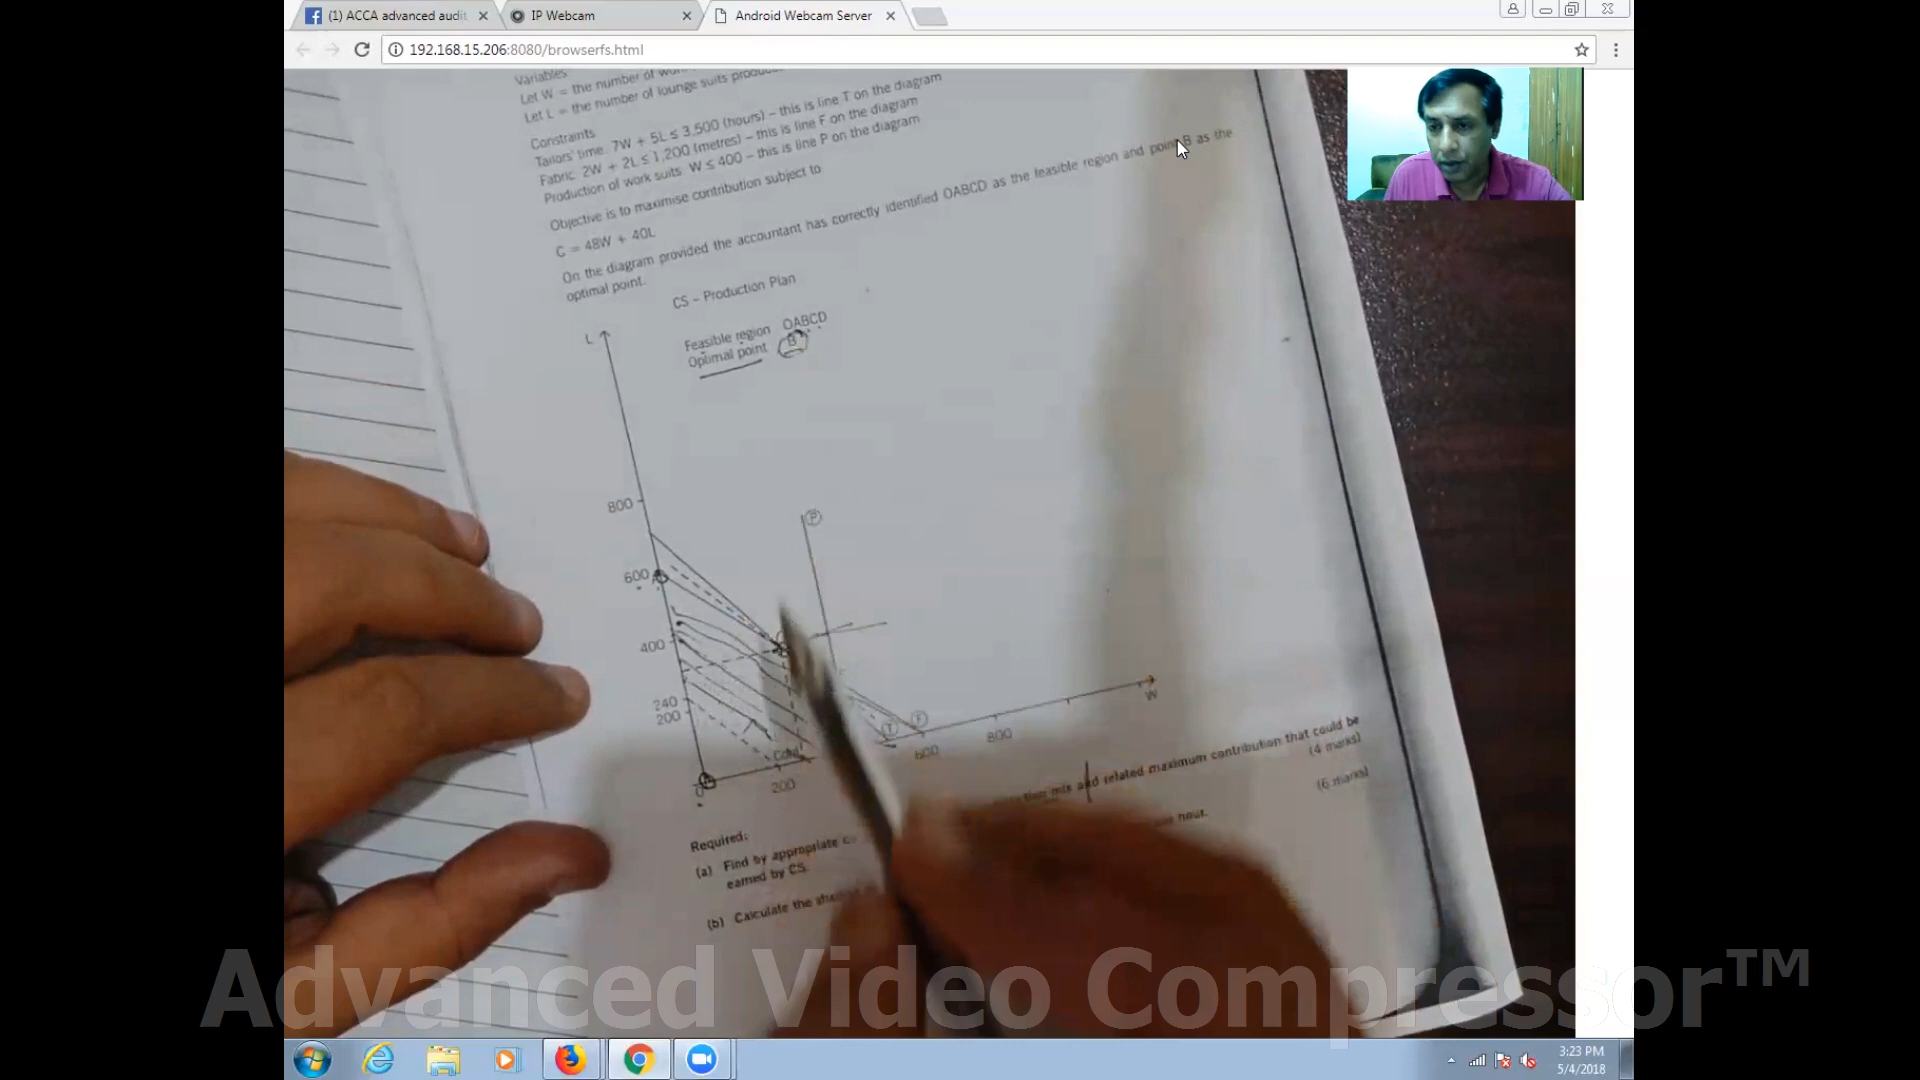 (1) ACCA advanced audit
IP Webcam
Android Webcam Server
192.168.15.206:8080/browserfs.html
Variables
Let W = the number of
Let L = the number of lounge suits
Constraints
Tailors' time 7W + 5L ≤ 3,500 (hours) – this is line T on the diagram
Fabric 2W + 2L ≤ 1,200 (metres) – this is line F on the diagram
Production of work suits W ≤ 400 – this is line P on the diagram
Objective is to maximise contribution subject to
C = 48W + 40L
On the diagram provided the accountant has correctly identified OABCD as the feasible region and point B as the
optimal point.
CS – Production Plan
L
Feasible region OABCD
Optimal point B
800
P
600 A
400
240
200
0
200
T
F
600
800
W
Required:
(a) Find by appropriate mix and related maximum contribution that could be
earned by CS. (4 marks)
(b) Calculate the hour. (6 marks)
Advanced Video Compressor™
3:23 PM
5/4/2018